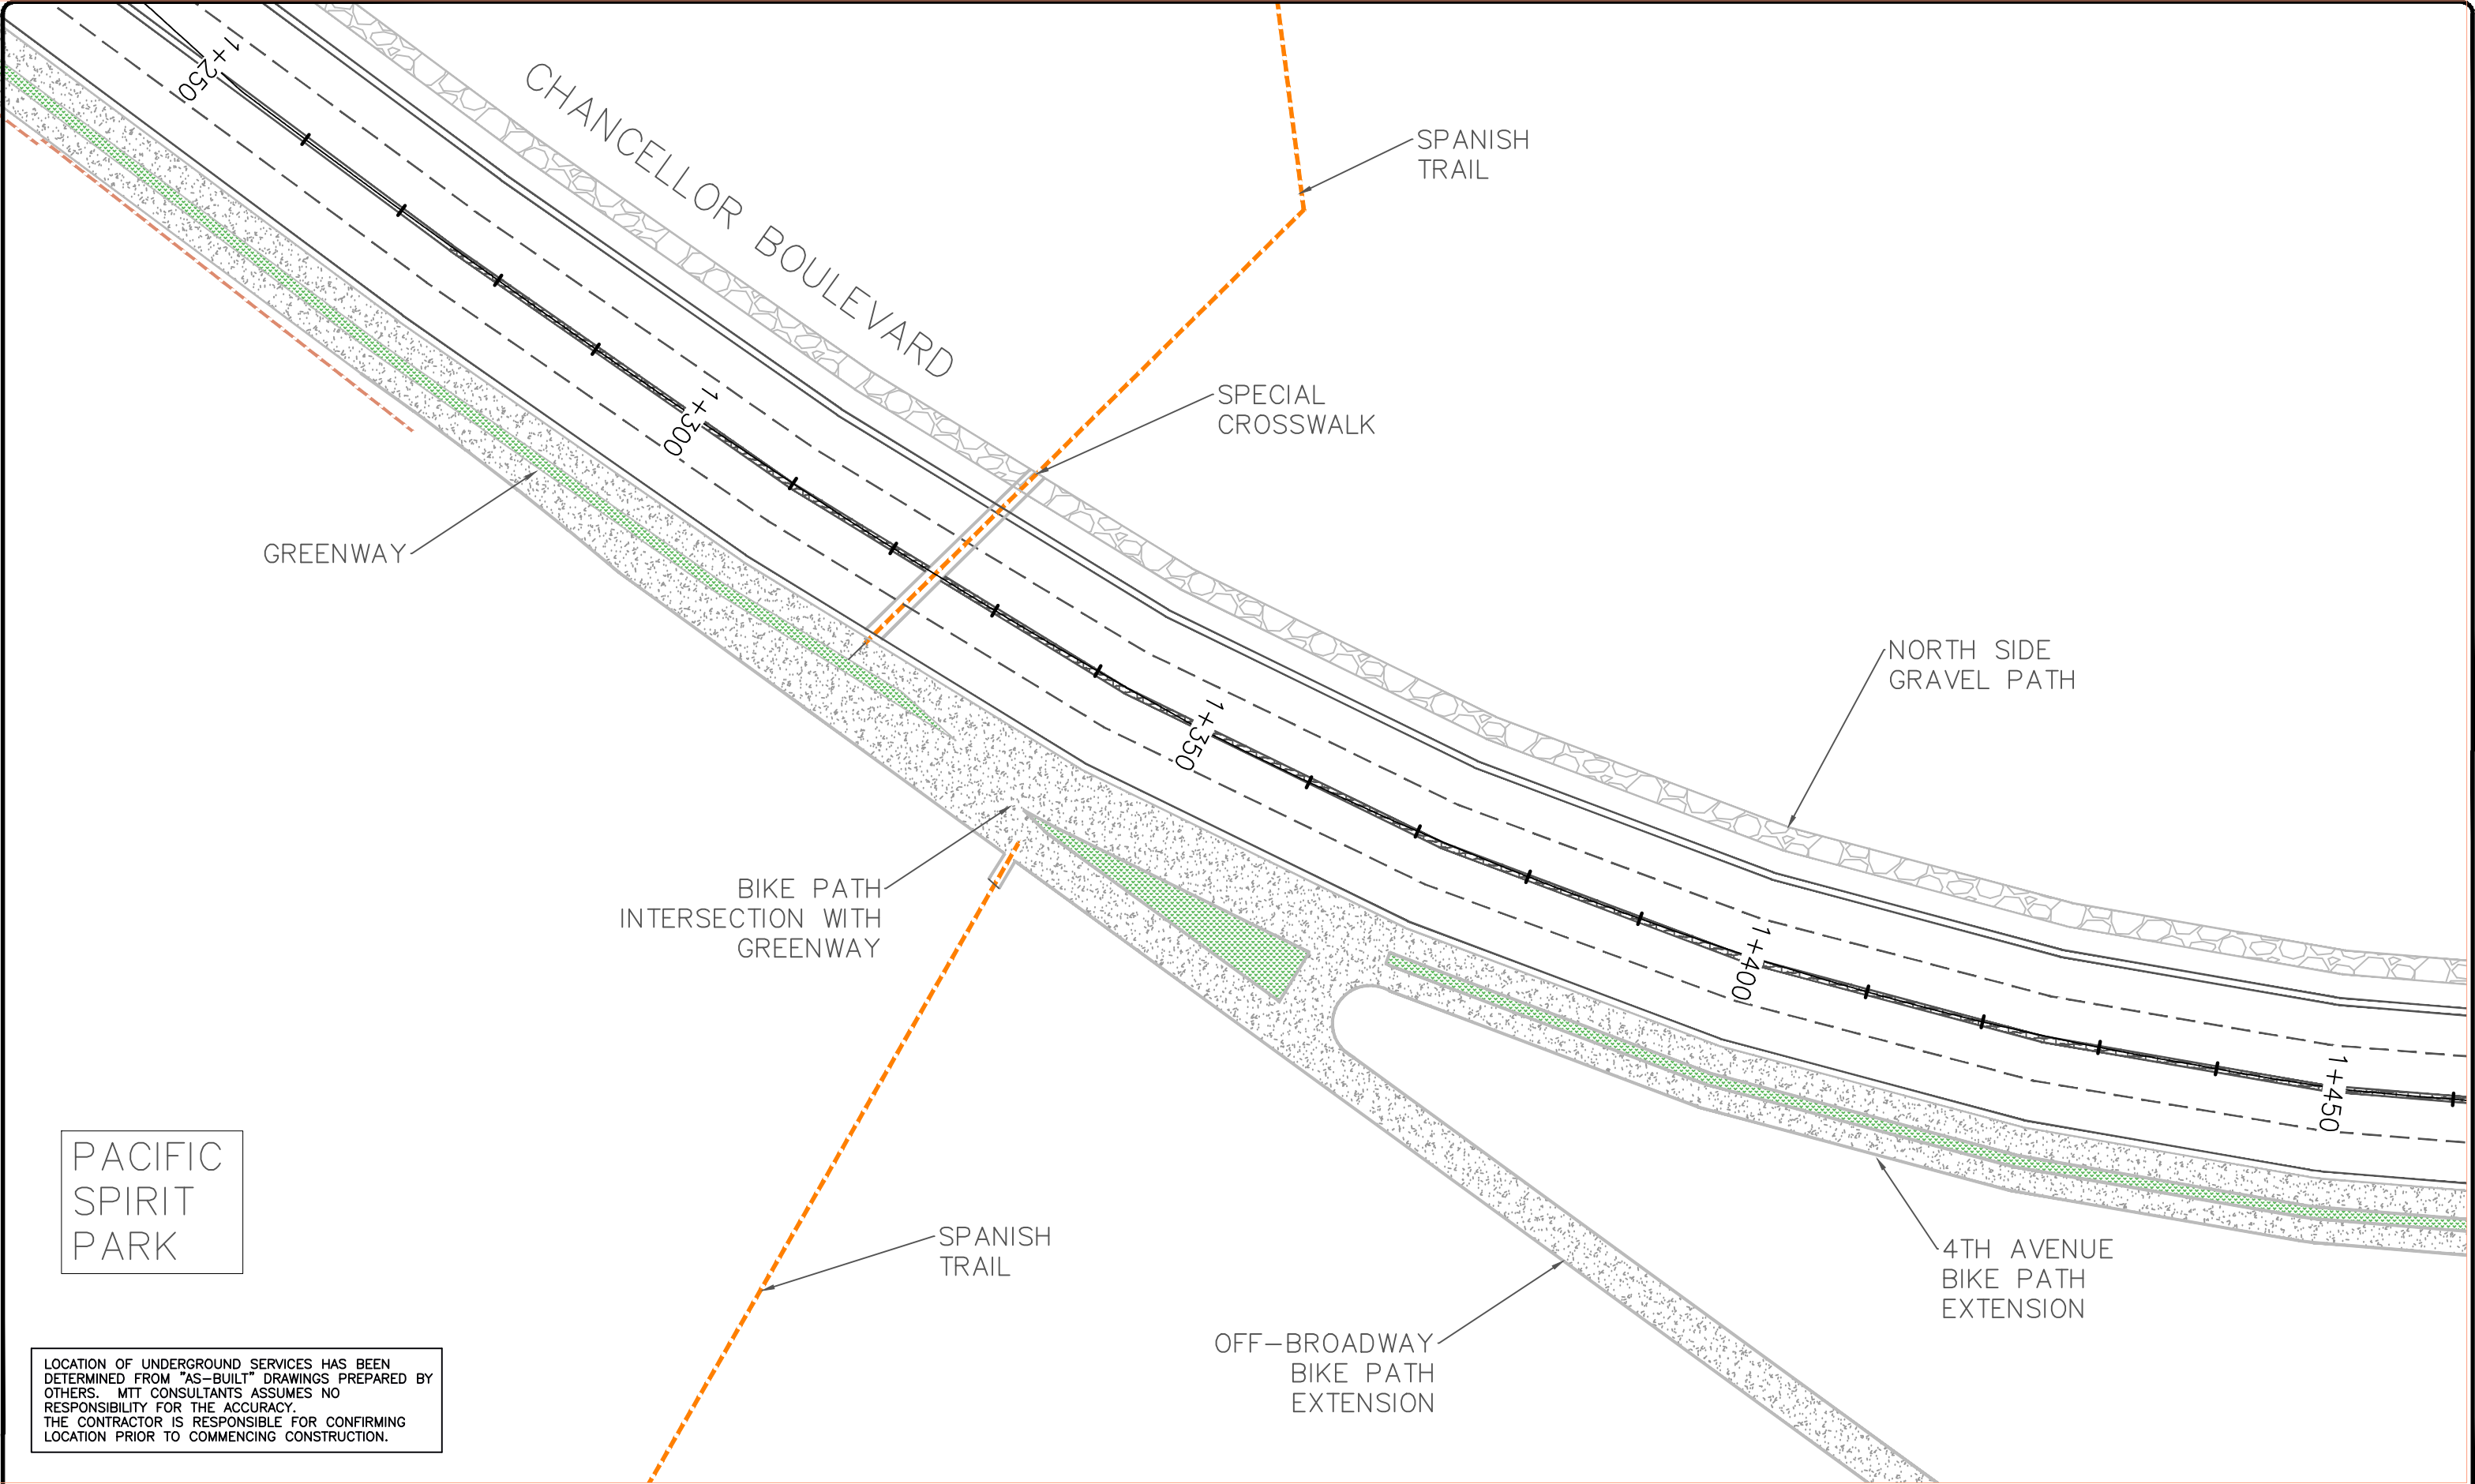 1+250
CHANCELLOR BOULEVARD
SPANISH
TRAIL
SPECIAL
CROSSWALK
1+300
GREENWAY
NORTH SIDE
GRAVEL PATH
1+350
BIKE PATH
INTERSECTION WITH
GREENWAY
1+400
1+450
PACIFIC
SPIRIT
PARK
SPANISH
TRAIL
4TH AVENUE
BIKE PATH
EXTENSION
OFF-BROADWAY
BIKE PATH
EXTENSION
LOCATION OF UNDERGROUND SERVICES HAS BEEN
DETERMINED FROM "AS-BUILT" DRAWINGS PREPARED BY
OTHERS. MTT CONSULTANTS ASSUMES NO
RESPONSIBILITY FOR THE ACCURACY.
THE CONTRACTOR IS RESPONSIBLE FOR CONFIRMING
LOCATION PRIOR TO COMMENCING CONSTRUCTION.